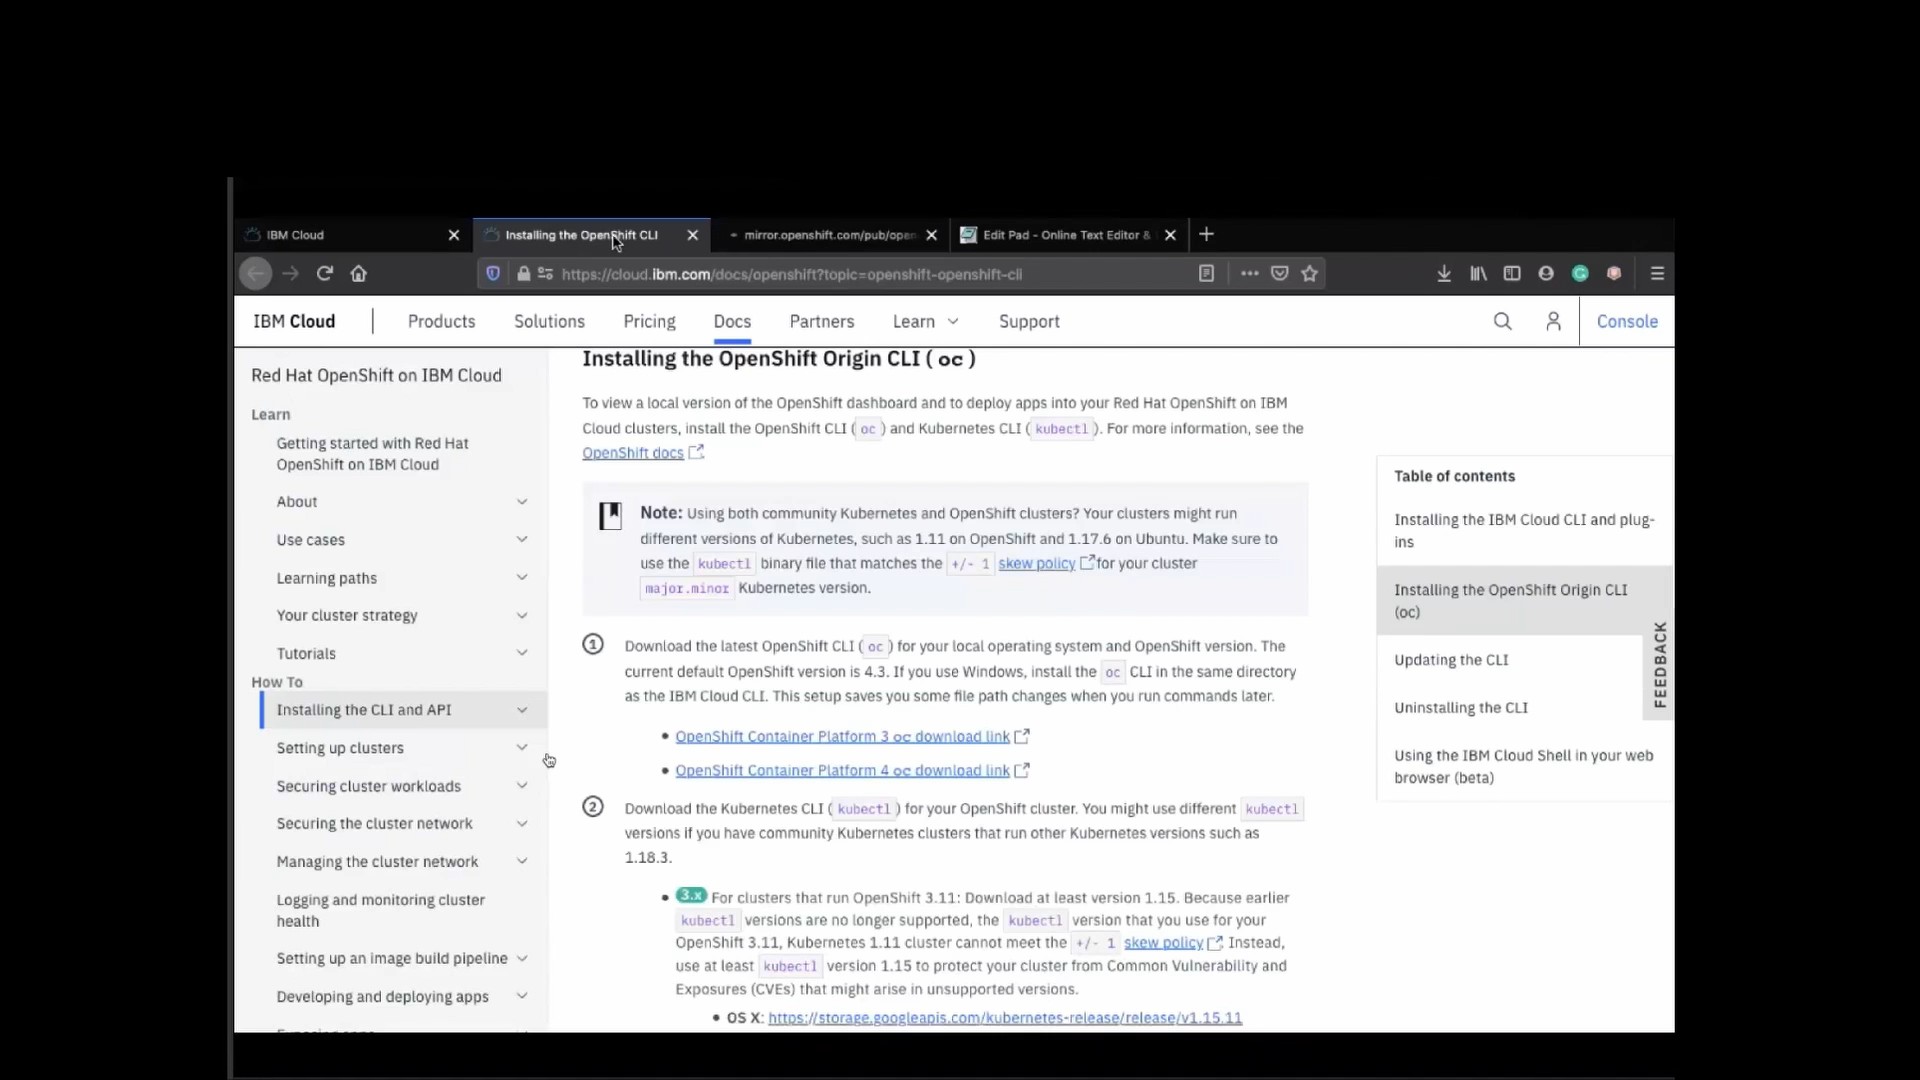 IBM Cloud
Installing the OpenShift CLI
mirror.openshift.com/pub/open
Edit Pad - Online Text Editor &
https://cloud.ibm.com/docs/openshift?topic=openshift-openshift-cli
IBM Cloud
Products
Solutions
Pricing
Docs
Partners
Learn
Support
Console
Red Hat OpenShift on IBM Cloud
Learn
Getting started with Red Hat
OpenShift on IBM Cloud
About
Use cases
Learning paths
Your cluster strategy
Tutorials
How To
Installing the CLI and API
Setting up clusters
Securing cluster workloads
Securing the cluster network
Managing the cluster network
Logging and monitoring cluster
health
Setting up an image build pipeline
Developing and deploying apps
Installing the OpenShift Origin CLI ( oc )
To view a local version of the OpenShift dashboard and to deploy apps into your Red Hat OpenShift on IBM
Cloud clusters, install the OpenShift CLI ( oc ) and Kubernetes CLI ( kubectl ). For more information, see the
OpenShift docs
Note: Using both community Kubernetes and OpenShift clusters? Your clusters might run
different versions of Kubernetes, such as 1.11 on OpenShift and 1.17.6 on Ubuntu. Make sure to
use the kubectl binary file that matches the +/- 1 skew policy for your cluster
major.minor Kubernetes version.
1 Download the latest OpenShift CLI ( oc ) for your local operating system and OpenShift version. The
current default OpenShift version is 4.3. If you use Windows, install the oc CLI in the same directory
as the IBM Cloud CLI. This setup saves you some file path changes when you run commands later.
• OpenShift Container Platform 3 oc download link
• OpenShift Container Platform 4 oc download link
2 Download the Kubernetes CLI ( kubectl ) for your OpenShift cluster. You might use different kubectl
versions if you have community Kubernetes clusters that run other Kubernetes versions such as
1.18.3.
• 3.x For clusters that run OpenShift 3.11: Download at least version 1.15. Because earlier
kubectl versions are no longer supported, the kubectl version that you use for your
OpenShift 3.11, Kubernetes 1.11 cluster cannot meet the +/- 1 skew policy. Instead,
use at least kubectl version 1.15 to protect your cluster from Common Vulnerability and
Exposures (CVEs) that might arise in unsupported versions.
• OS X: https://storage.googleapis.com/kubernetes-release/release/v1.15.11
Table of contents
Installing the IBM Cloud CLI and plug-
ins
Installing the OpenShift Origin CLI
(oc)
Updating the CLI
Uninstalling the CLI
Using the IBM Cloud Shell in your web
browser (beta)
FEEDBACK